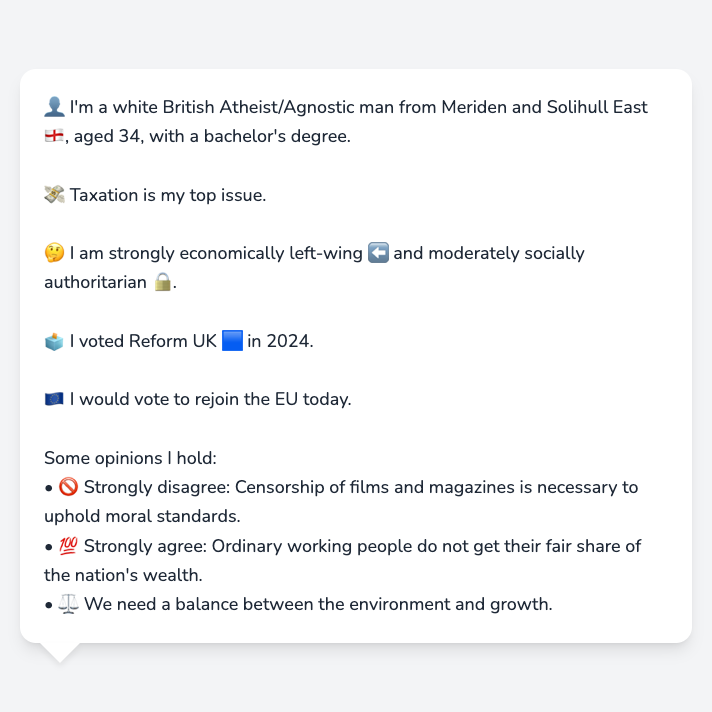 👤 I'm a white British Atheist/Agnostic man from Meriden and Solihull East
🏴󠁧󠁢󠁥󠁮󠁧󠁿, aged 34, with a bachelor's degree.
💸 Taxation is my top issue.
🤔 I am strongly economically left-wing ⬅️ and moderately socially
authoritarian 🔒.
🗳️ I voted Reform UK 🟦 in 2024.
🇪🇺 I would vote to rejoin the EU today.
Some opinions I hold:
• 🚫 Strongly disagree: Censorship of films and magazines is necessary to
uphold moral standards.
• 💯 Strongly agree: Ordinary working people do not get their fair share of
the nation's wealth.
• ⚖️ We need a balance between the environment and growth.